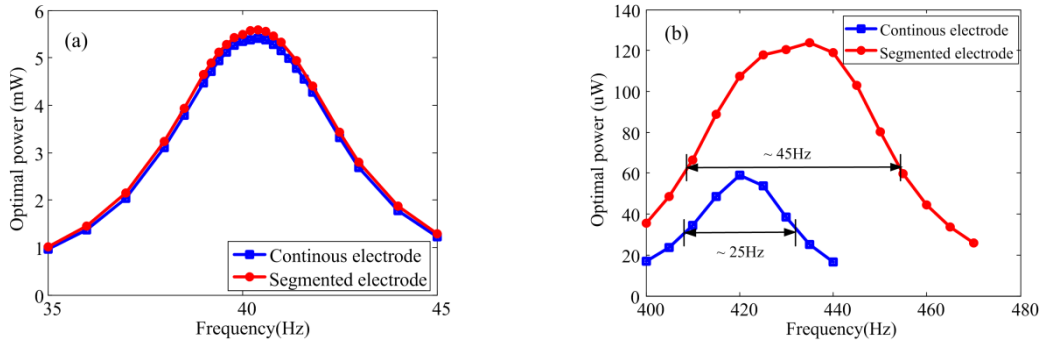 (a)
Optimal power (mW)
6
5
4
3
2
1
0
35
40
45
Frequency(Hz)
Continous electrode
Segmented electrode
(b)
Optimal power (uW)
140
120
100
80
60
40
20
0
400
420
440
460
480
Frequency(Hz)
Continous electrode
Segmented electrode
~ 45Hz
~ 25Hz